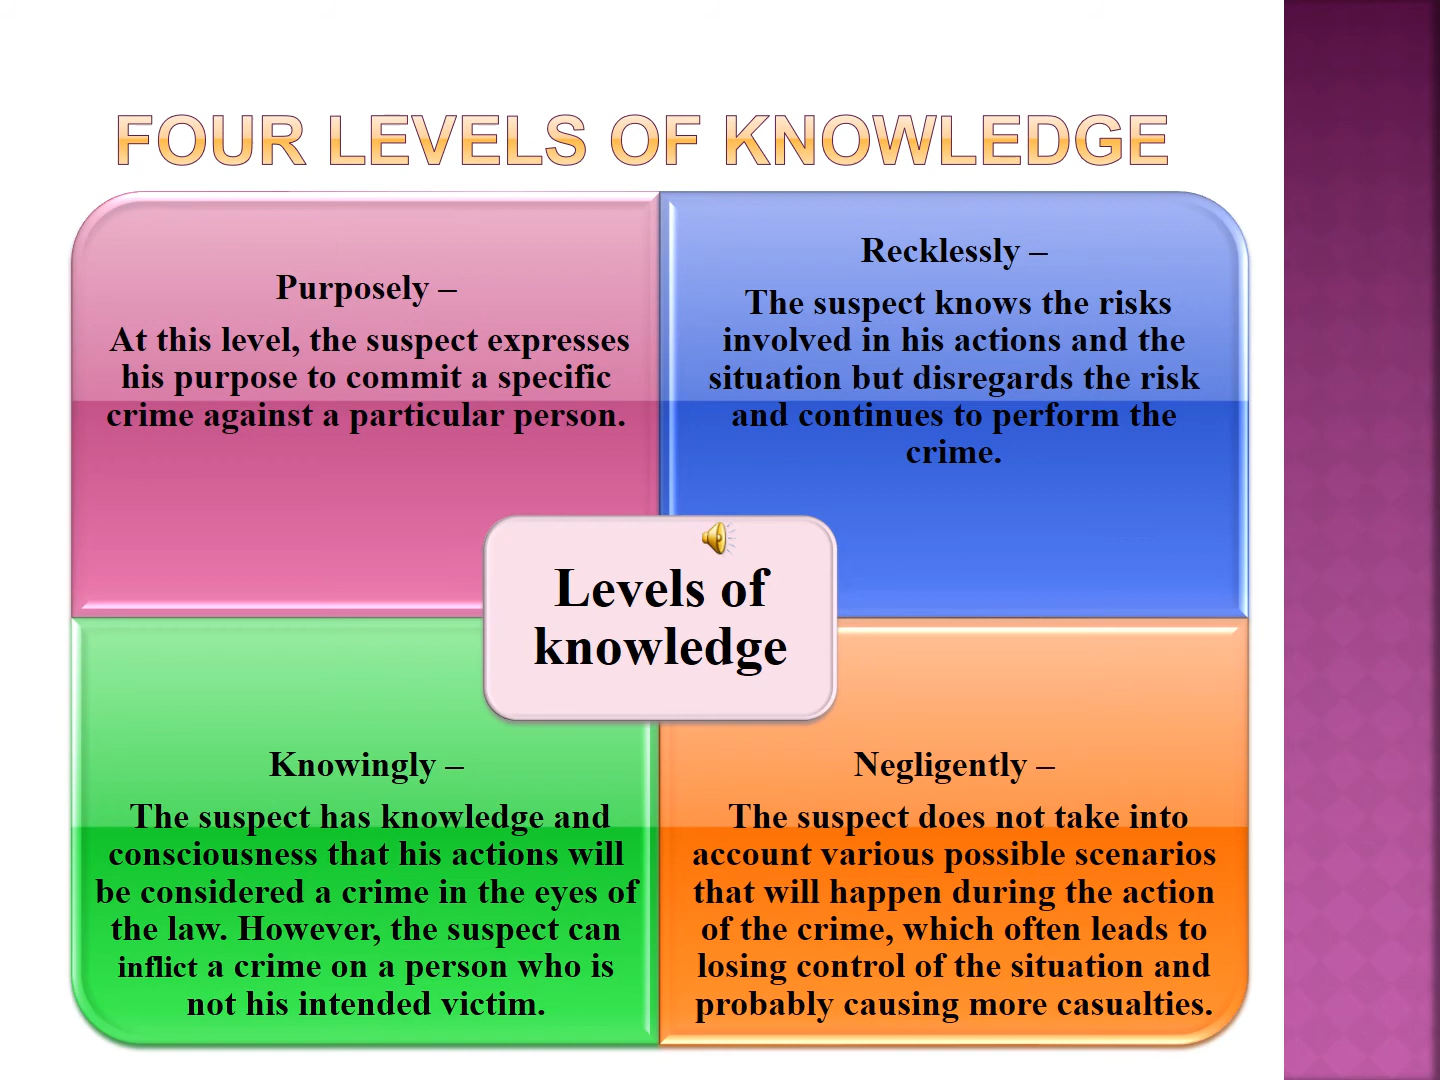 FOUR LEVELS OF KNOWLEDGE
Purposely –
At this level, the suspect expresses
his purpose to commit a specific
crime against a particular person.
Recklessly –
The suspect knows the risks
involved in his actions and the
situation but disregards the risk
and continues to perform the
crime.
Levels of
knowledge
Knowingly –
The suspect has knowledge and
consciousness that his actions will
be considered a crime in the eyes of
the law. However, the suspect can
inflict a crime on a person who is
not his intended victim.
Negligently –
The suspect does not take into
account various possible scenarios
that will happen during the action
of the crime, which often leads to
losing control of the situation and
probably causing more casualties.